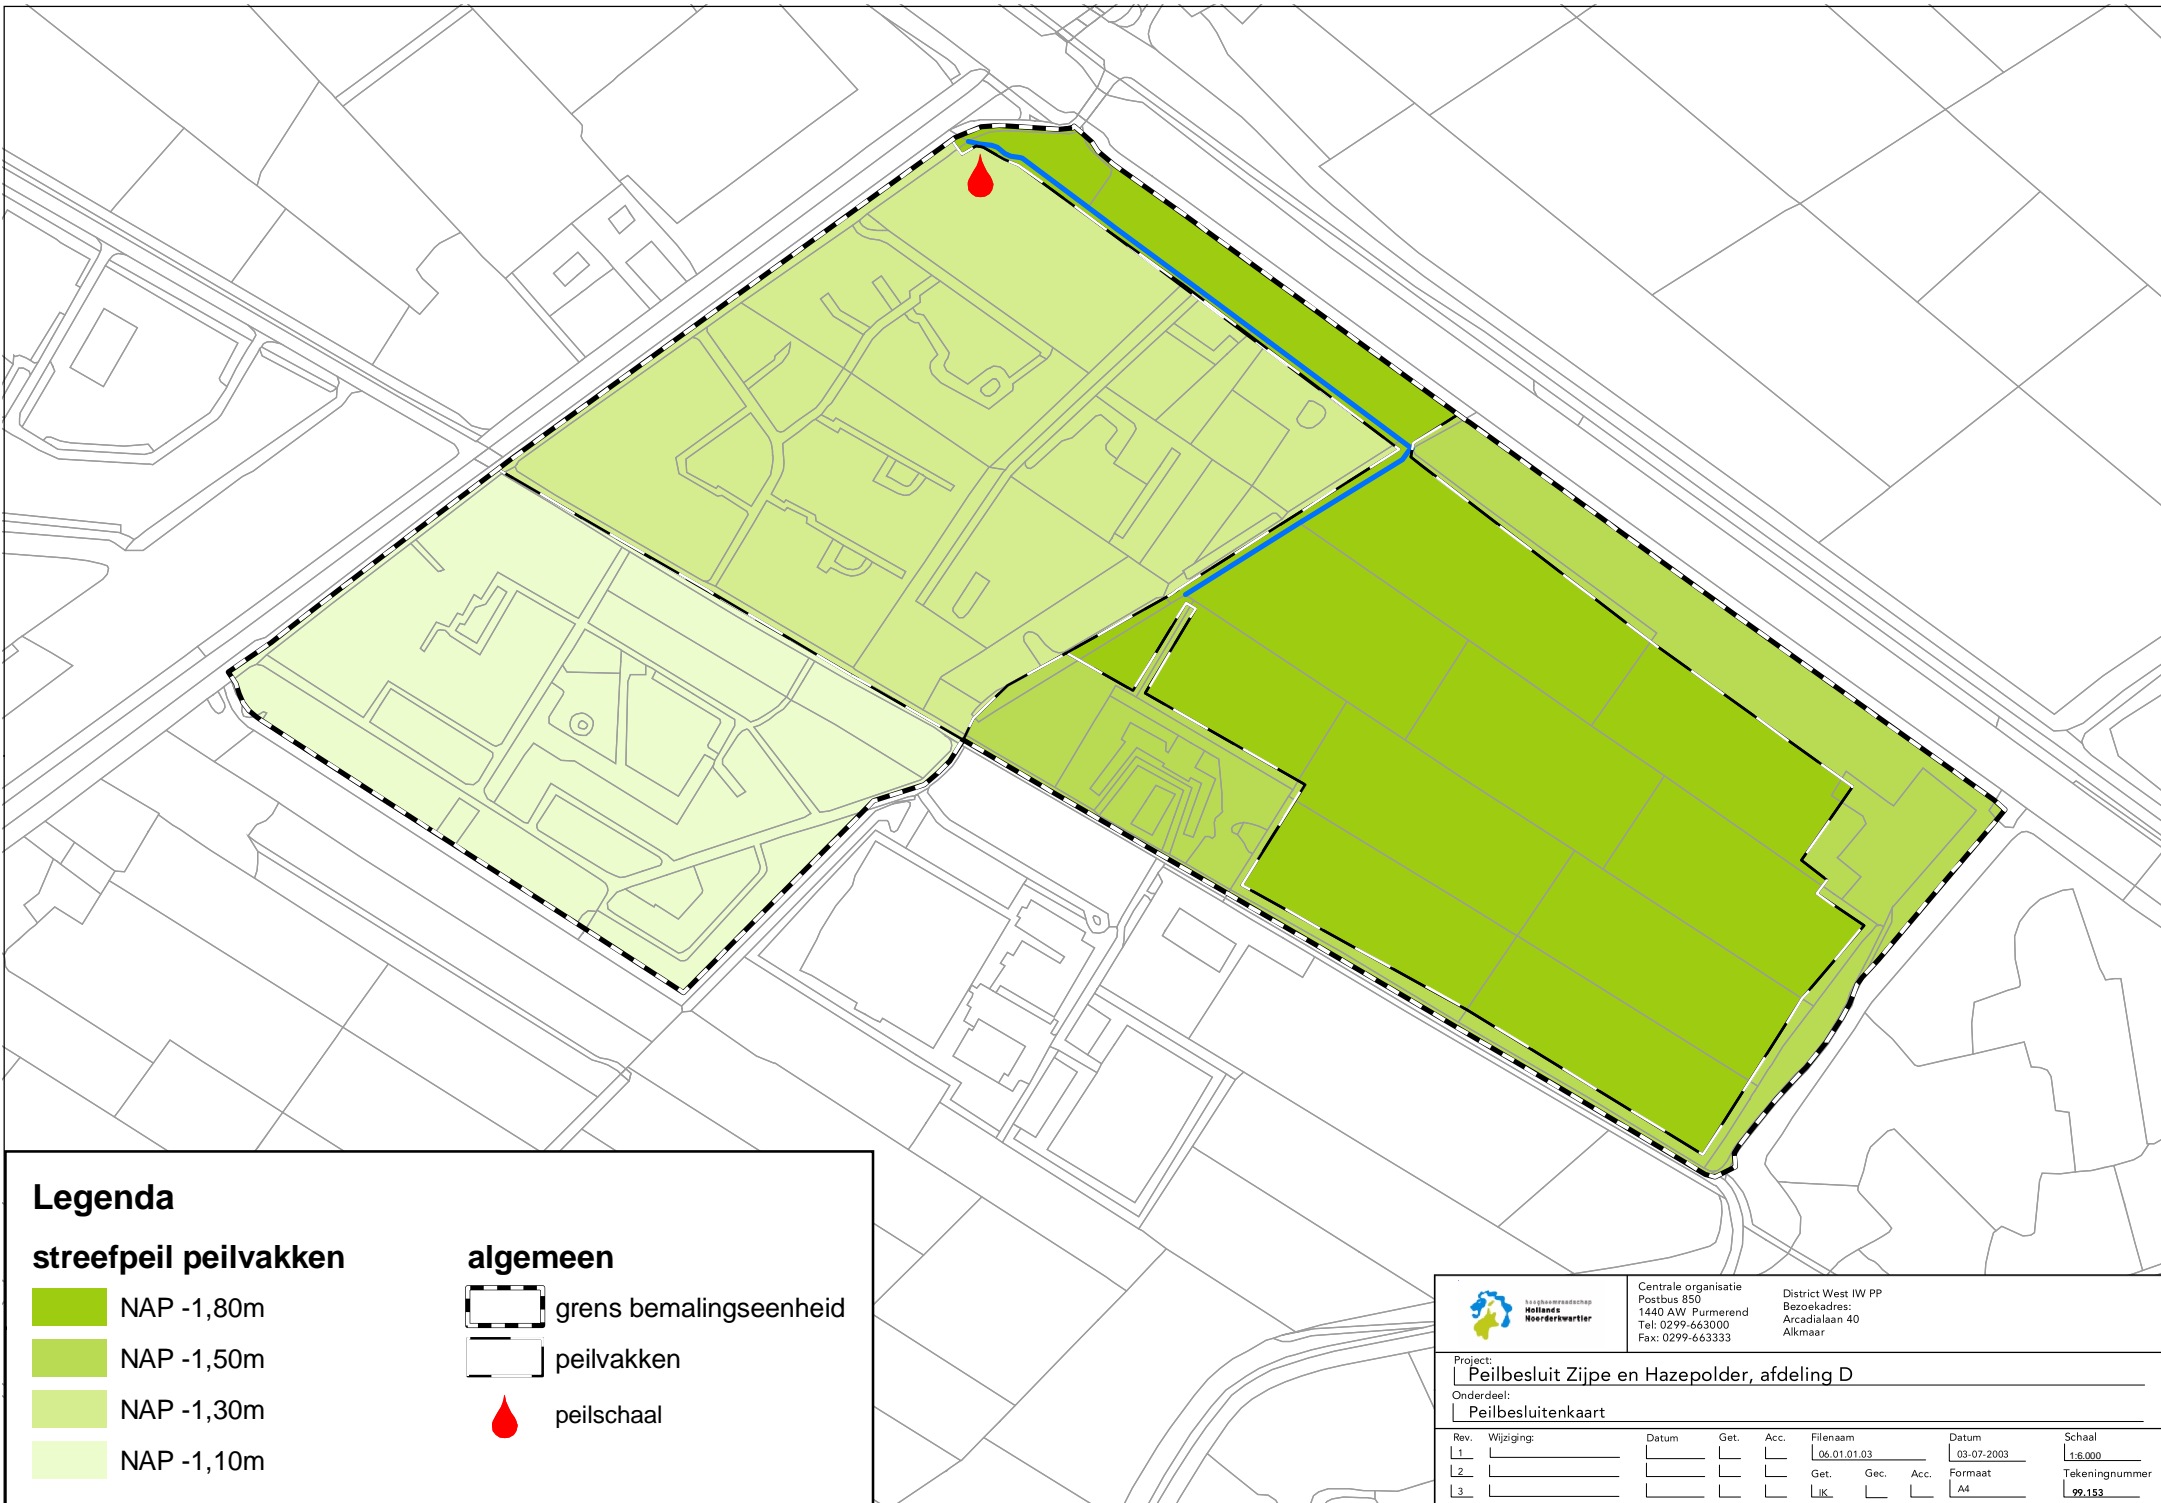 Legenda
streefpeil peilvakken
NAP -1,80m
NAP -1,50m
NAP -1,30m
NAP -1,10m
algemeen
grens bemalingseenheid
peilvakken
peilschaal
hoogheemraadschap
Hollands
Noorderkwartier
Centrale organisatie
Postbus 850
1440 AW Purmerend
Tel: 0299-663000
Fax: 0299-663333
District West IW PP
Bezoekadres:
Arcadialaan 40
Alkmaar
Project:
Peilbesluit Zijpe en Hazepolder, afdeling D
Onderdeel:
Peilbesluitenkaart
Rev. Wijziging: Datum Get. Acc. Filenaam Datum Schaal
1 06.01.01.03 03-07-2003 1:6.000
2 Get. Gec. Acc. Formaat Tekeningnummer
3 IK A4 99.153